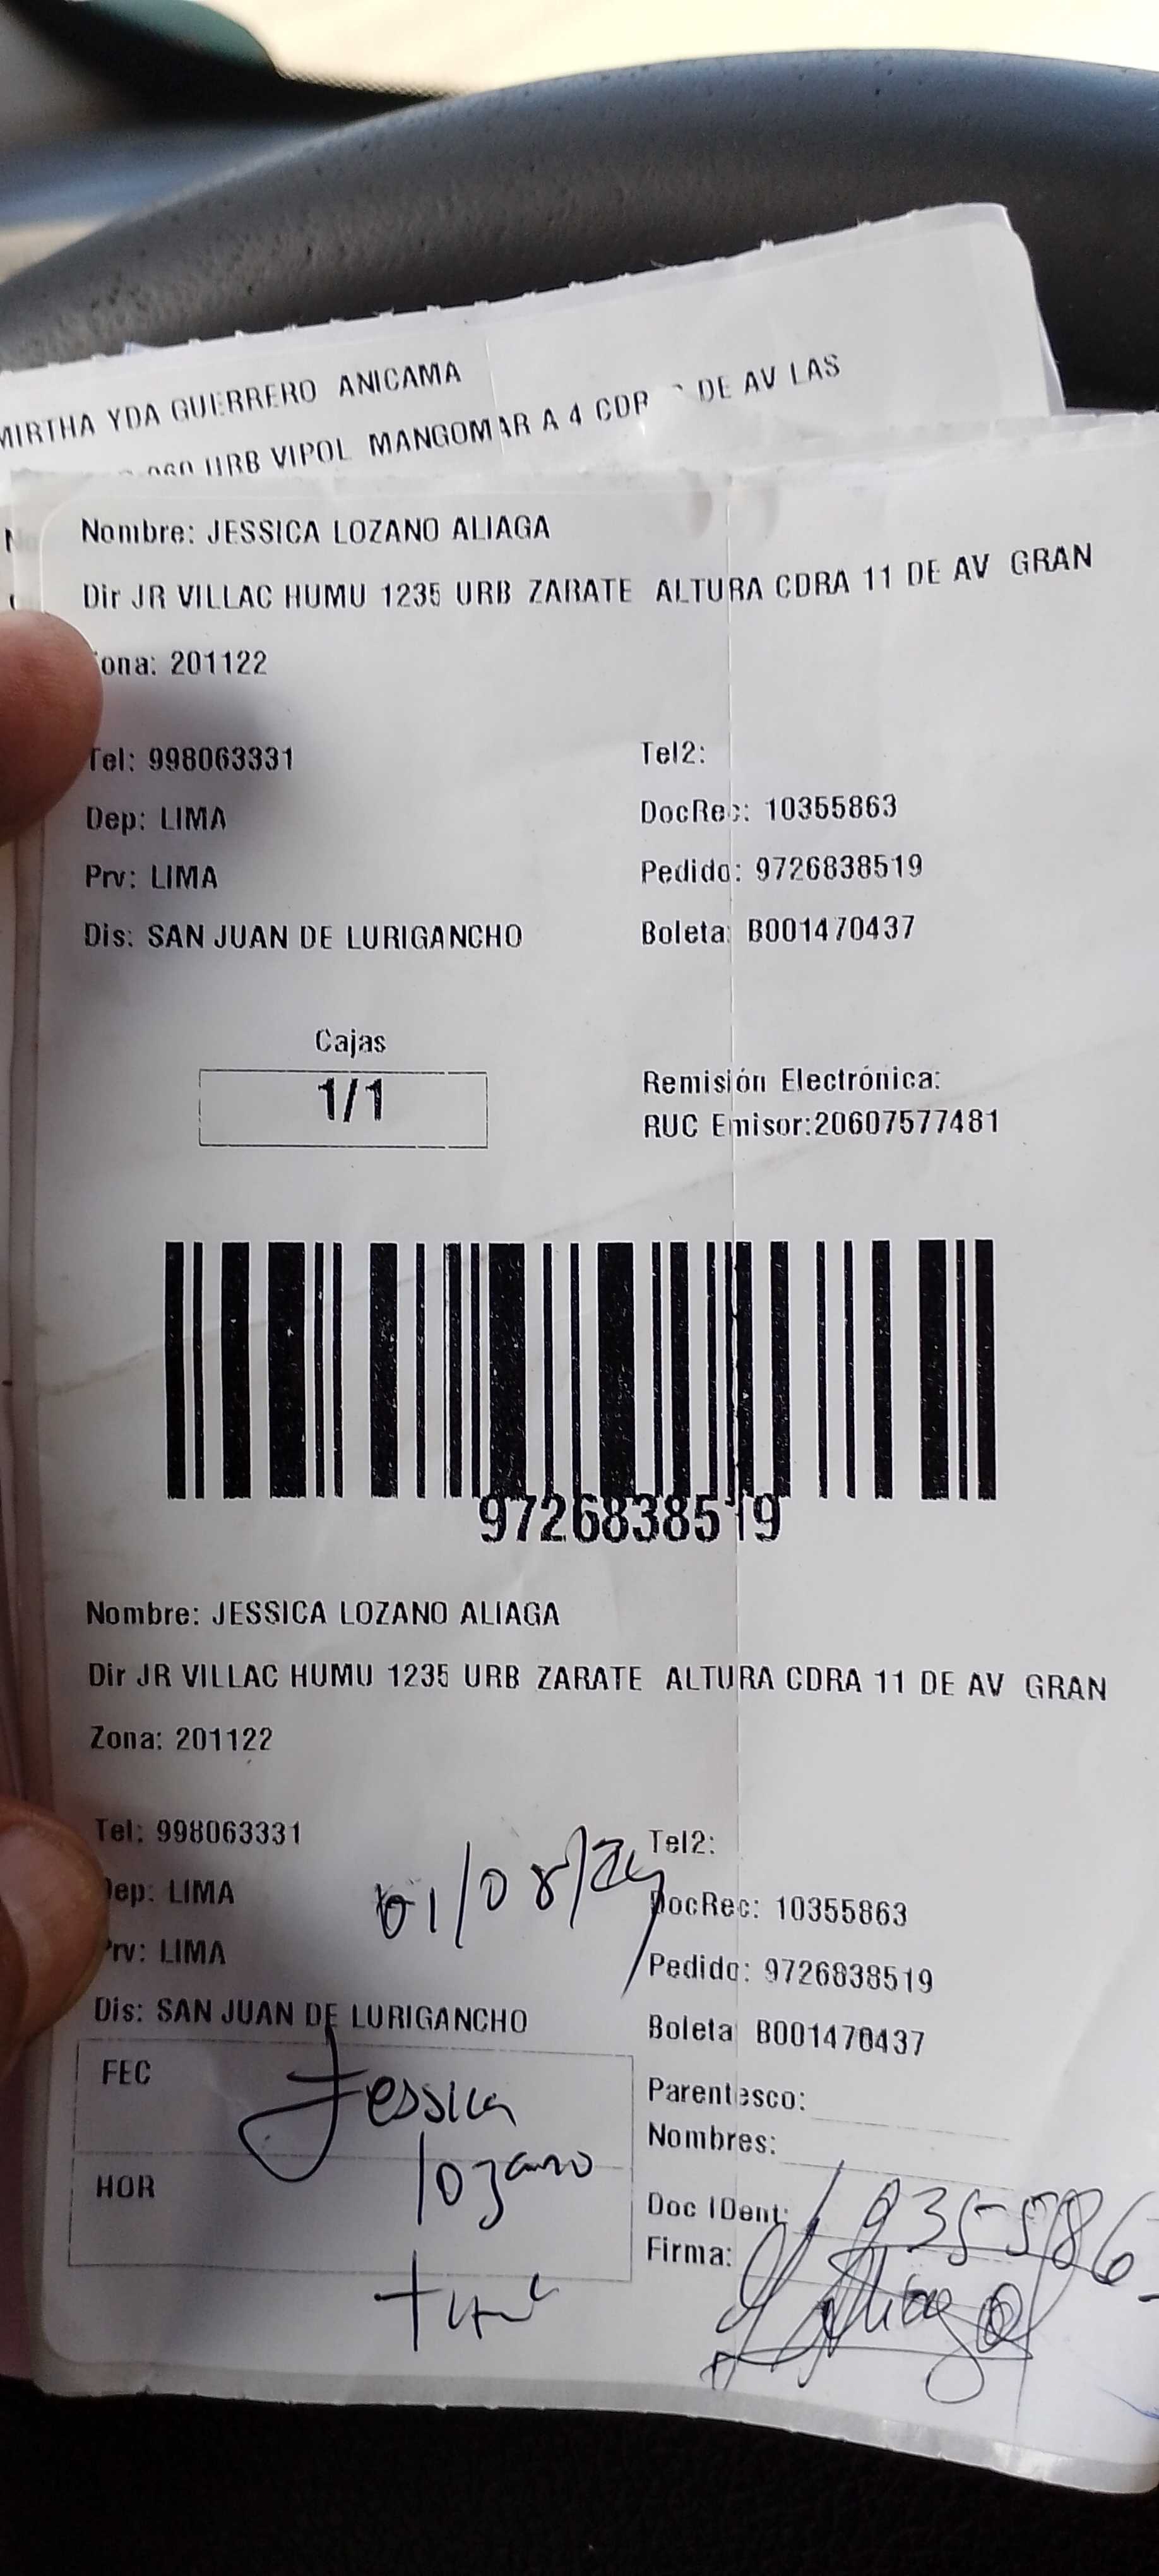 MIRTHA YDA GUERRERO ANICAMA
URB VIPOL MANGOMAR A 4 CDR DE AV LAS
Nombre: JESSICA LOZANO ALIAGA
Dir JR VILLAC HUMU 1235 URB ZARATE ALTURA CDRA 11 DE AV GRAN
ona: 201122
Tel: 998063331 Tel2:
Dep: LIMA DocRec: 10355863
Prv: LIMA Pedido: 9726838519
Dis: SAN JUAN DE LURIGANCHO Boleta: B001470437
Cajas
1/1
Remisión Electrónica:
RUC Emisor:20607577481
9726838519
Nombre: JESSICA LOZANO ALIAGA
Dir JR VILLAC HUMU 1235 URB ZARATE ALTURA CDRA 11 DE AV GRAN
Zona: 201122
Tel: 998063331 Tel2:
Dep: LIMA DocRec: 10355863
01/08/24
Prv: LIMA Pedido: 9726838519
Dis: SAN JUAN DE LURIGANCHO Boleta B001470437
FEC
Jessica
lozano
HOR
Parentesco:
Nombres:
Doc IDent: 1035586
Firma: